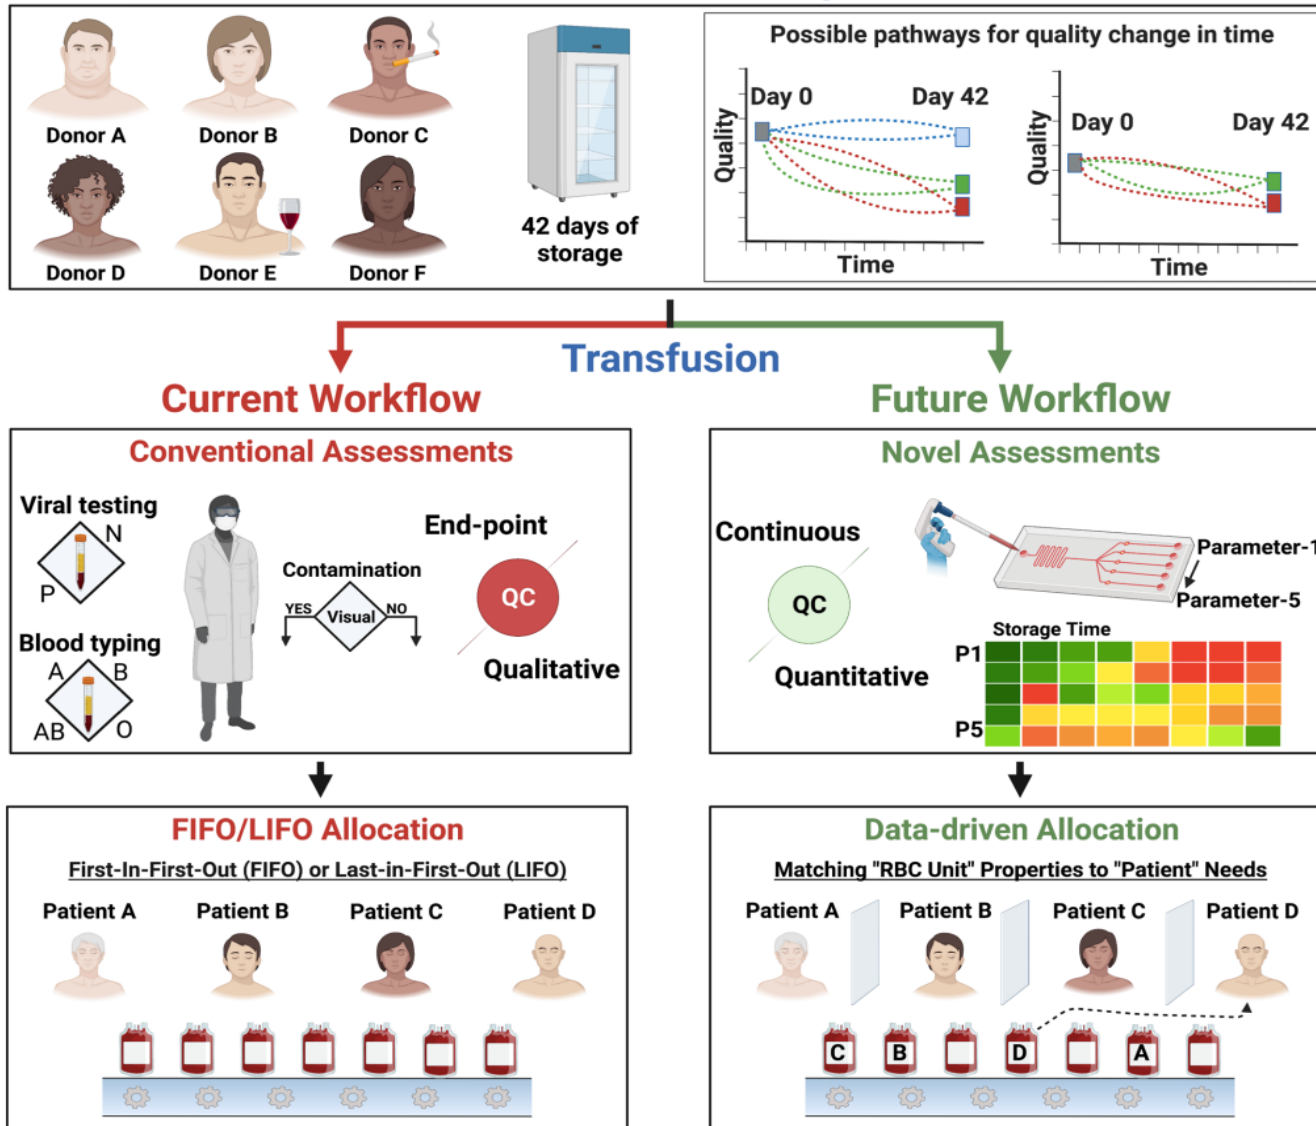 Donor A
Donor B
Donor C
Donor D
Donor E
Donor F
42 days of
storage
Possible pathways for quality change in time
Day 0
Day 42
Quality
Time
Day 0
Day 42
Quality
Time
Transfusion
Current Workflow
Conventional Assessments
Viral testing
N
P
Blood typing
A
B
AB
O
Contamination
YES
Visual
NO
End-point
QC
Qualitative
FIFO/LIFO Allocation
First-In-First-Out (FIFO) or Last-in-First-Out (LIFO)
Patient A
Patient B
Patient C
Patient D
Future Workflow
Novel Assessments
Continuous
QC
Quantitative
Parameter-1
Parameter-5
Storage Time
P1
P5
Data-driven Allocation
Matching "RBC Unit" Properties to "Patient" Needs
Patient A
Patient B
Patient C
Patient D
C
B
D
A